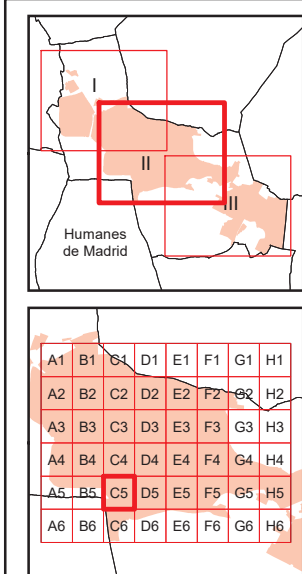 I
II
III
Humanes
de Madrid
A1 B1 C1 D1 E1 F1 G1 H1
A2 B2 C2 D2 E2 F2 G2 H2
A3 B3 C3 D3 E3 F3 G3 H3
A4 B4 C4 D4 E4 F4 G4 H4
A5 B5 C5 D5 E5 F5 G5 H5
A6 B6 C6 D6 E6 F6 G6 H6